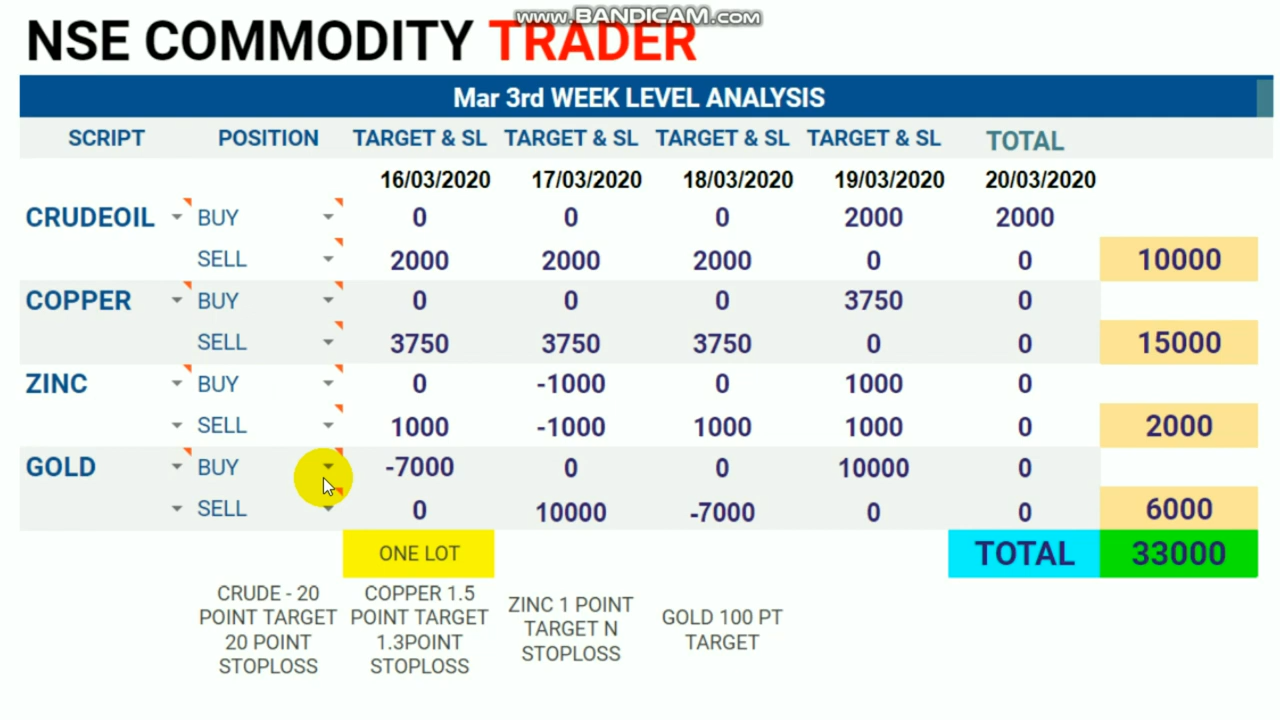 www.BANDICAM.com
NSE COMMODITY TRADER
Mar 3rd WEEK LEVEL ANALYSIS
SCRIPT POSITION TARGET & SL TARGET & SL TARGET & SL TARGET & SL TOTAL
16/03/2020 17/03/2020 18/03/2020 19/03/2020 20/03/2020
CRUDEOIL BUY 0 0 0 2000 2000
SELL 2000 2000 2000 0 0 10000
COPPER BUY 0 0 0 3750 0
SELL 3750 3750 3750 0 0 15000
ZINC BUY 0 -1000 0 1000 0
SELL 1000 -1000 1000 1000 0 2000
GOLD BUY -7000 0 0 10000 0
SELL 0 10000 -7000 0 0 6000
ONE LOT TOTAL 33000
CRUDE - 20
POINT TARGET
20 POINT
STOPLOSS
COPPER 1.5
POINT TARGET
1.3POINT
STOPLOSS
ZINC 1 POINT
TARGET N
STOPLOSS
GOLD 100 PT
TARGET